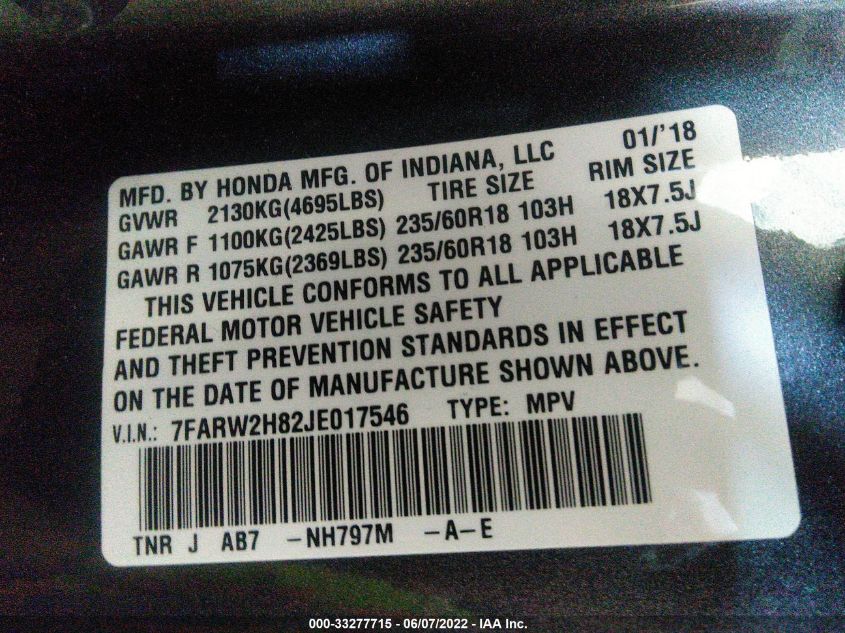 MFD. BY HONDA MFG. OF INDIANA, LLC 01/'18
GVWR 2130KG(4695LBS) TIRE SIZE RIM SIZE
GAWR F 1100KG(2425LBS) 235/60R18 103H 18X7.5J
GAWR R 1075KG(2369LBS) 235/60R18 103H 18X7.5J
THIS VEHICLE CONFORMS TO ALL APPLICABLE
FEDERAL MOTOR VEHICLE SAFETY
AND THEFT PREVENTION STANDARDS IN EFFECT
ON THE DATE OF MANUFACTURE SHOWN ABOVE.
V.I.N.: 7FARW2H82JE017546 TYPE: MPV
TNR J AB7 -NH797M -A-E
000-33277715 - 06/07/2022 - IAA Inc.